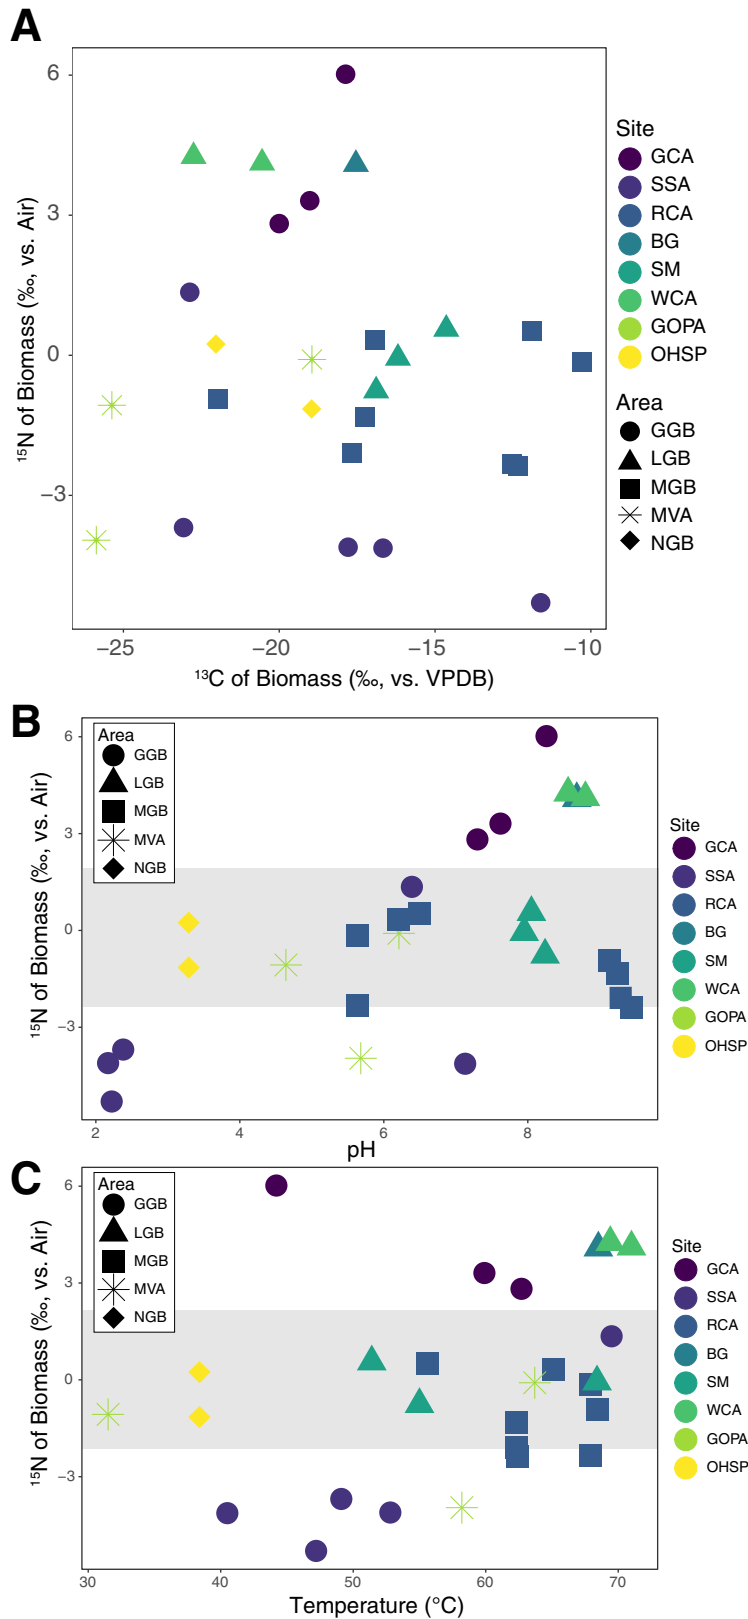 A
6
3
0
−3
¹⁵N of Biomass (‰, vs. Air)
−25
−20
−15
−10
¹³C of Biomass (‰, vs. VPDB)
Site
GCA
SSA
RCA
BG
SM
WCA
GOPA
OHSP
Area
GGB
LGB
MGB
MVA
NGB
B
6
3
0
−3
¹⁵N of Biomass (‰, vs. Air)
Area
GGB
LGB
MGB
MVA
NGB
2
4
6
8
pH
Site
GCA
SSA
RCA
BG
SM
WCA
GOPA
OHSP
C
6
3
0
−3
¹⁵N of Biomass (‰, vs. Air)
Area
GGB
LGB
MGB
MVA
NGB
30
40
50
60
70
Temperature (°C)
Site
GCA
SSA
RCA
BG
SM
WCA
GOPA
OHSP